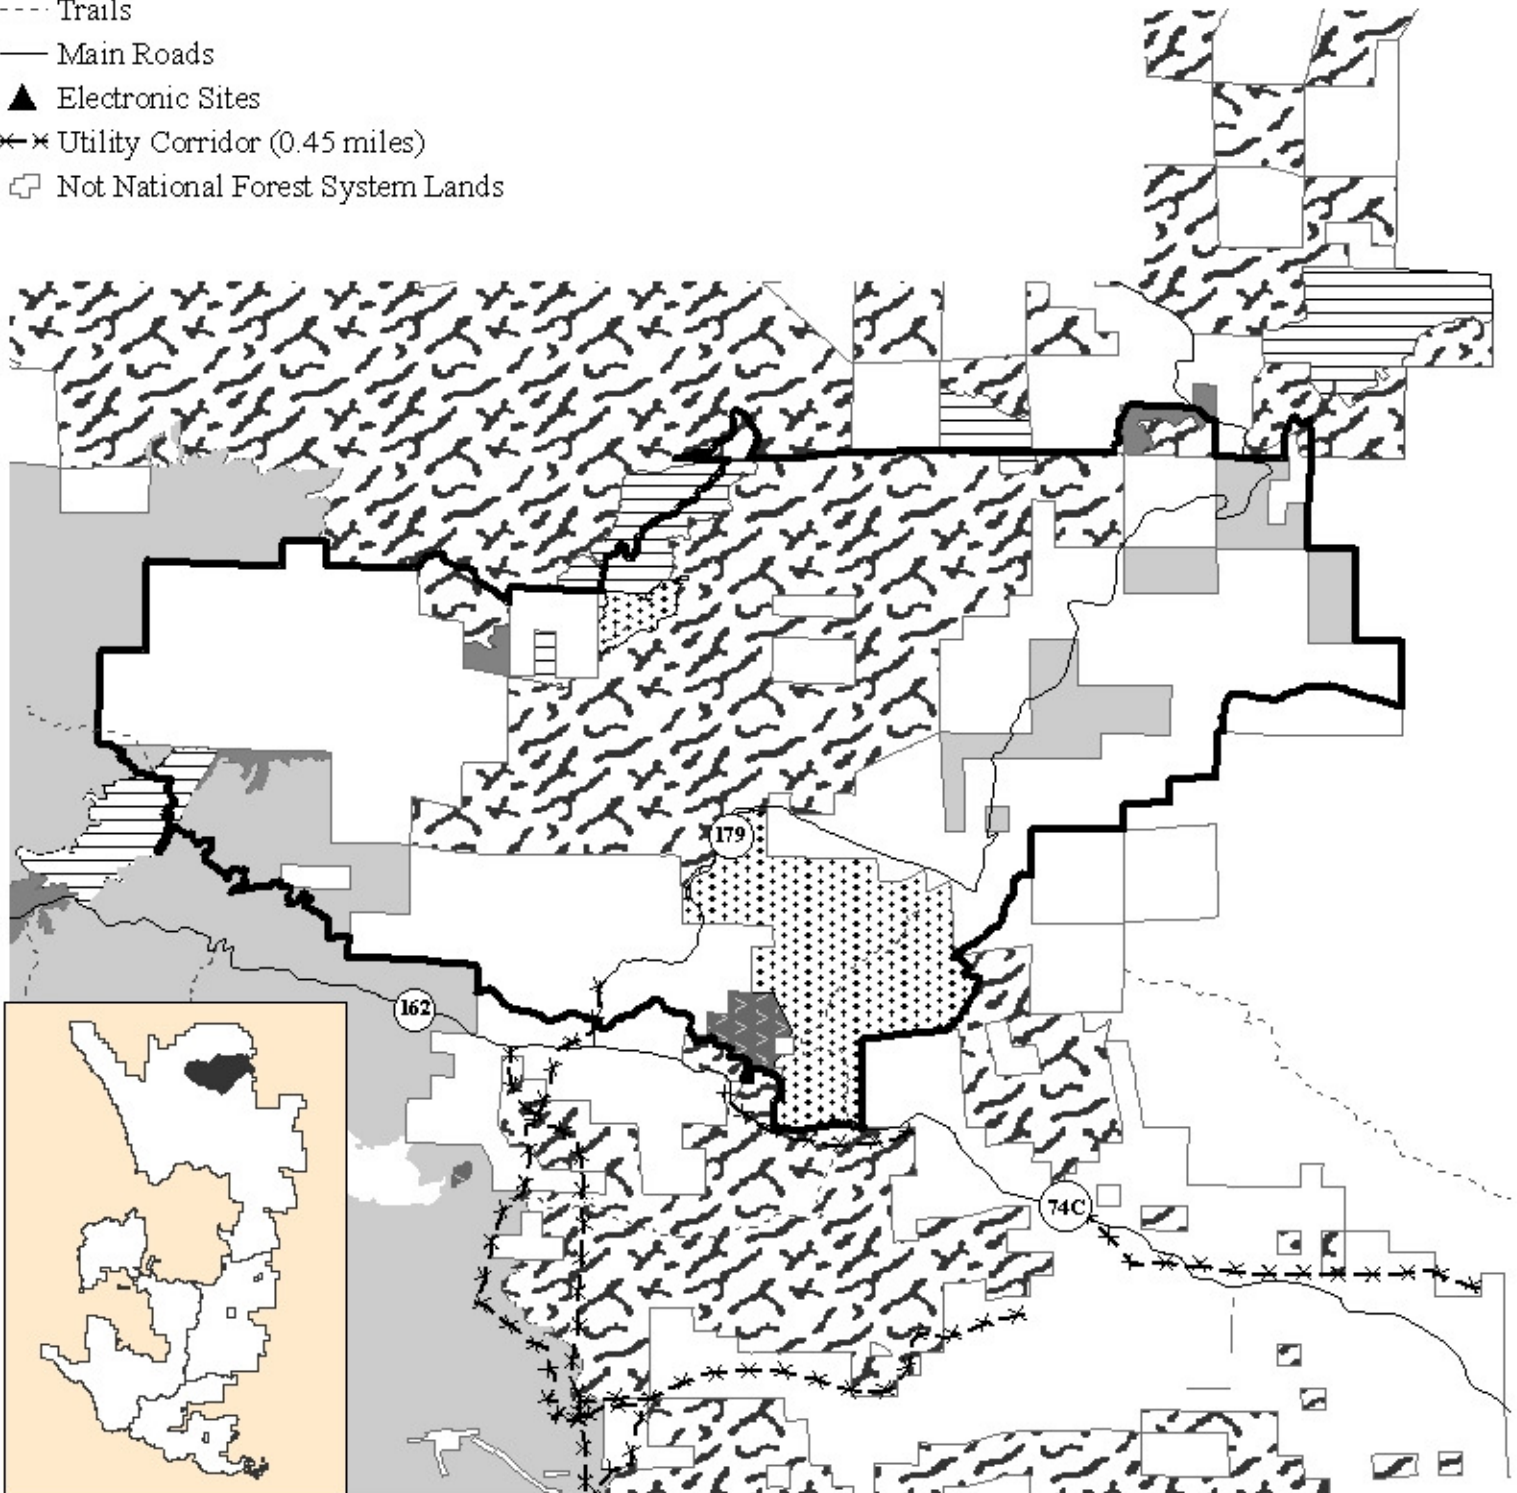 Trails
Main Roads
Electronic Sites
Utility Corridor (0.45 miles)
Not National Forest System Lands
179
162
74C